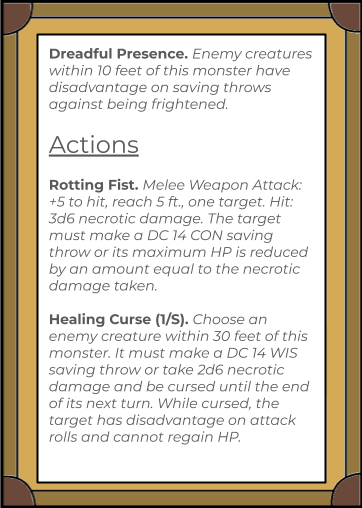 Dreadful Presence. Enemy creatures
within 10 feet of this monster have
disadvantage on saving throws
against being frightened.
Actions
Rotting Fist. Melee Weapon Attack:
+5 to hit, reach 5 ft., one target. Hit:
3d6 necrotic damage. The target
must make a DC 14 CON saving
throw or its maximum HP is reduced
by an amount equal to the necrotic
damage taken.
Healing Curse (1/S). Choose an
enemy creature within 30 feet of this
monster. It must make a DC 14 WIS
saving throw or take 2d6 necrotic
damage and be cursed until the end
of its next turn. While cursed, the
target has disadvantage on attack
rolls and cannot regain HP.